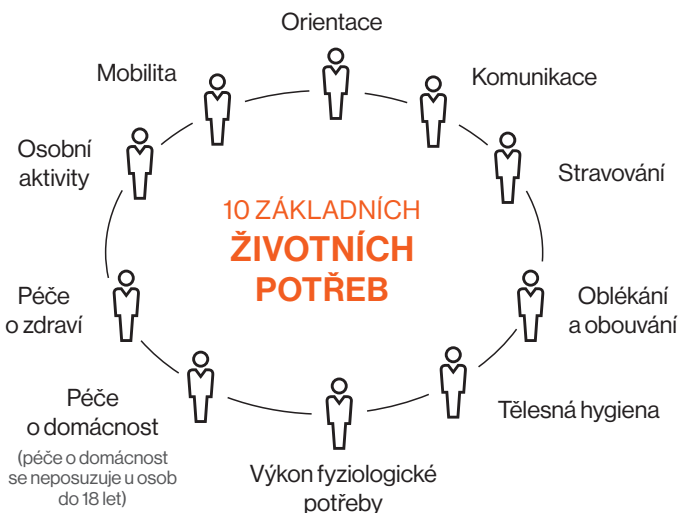 Orientace
Mobilita
Komunikace
Osobní
aktivity
Stravování
10 ZÁKLADNÍCH
ŽIVOTNÍCH
POTŘEB
Péče
o zdraví
Oblékání
a obouvání
Péče
o domácnost
(péče o domácnost
se neposuzuje u osob
do 18 let)
Tělesná hygiena
Výkon fyziologické
potřeby